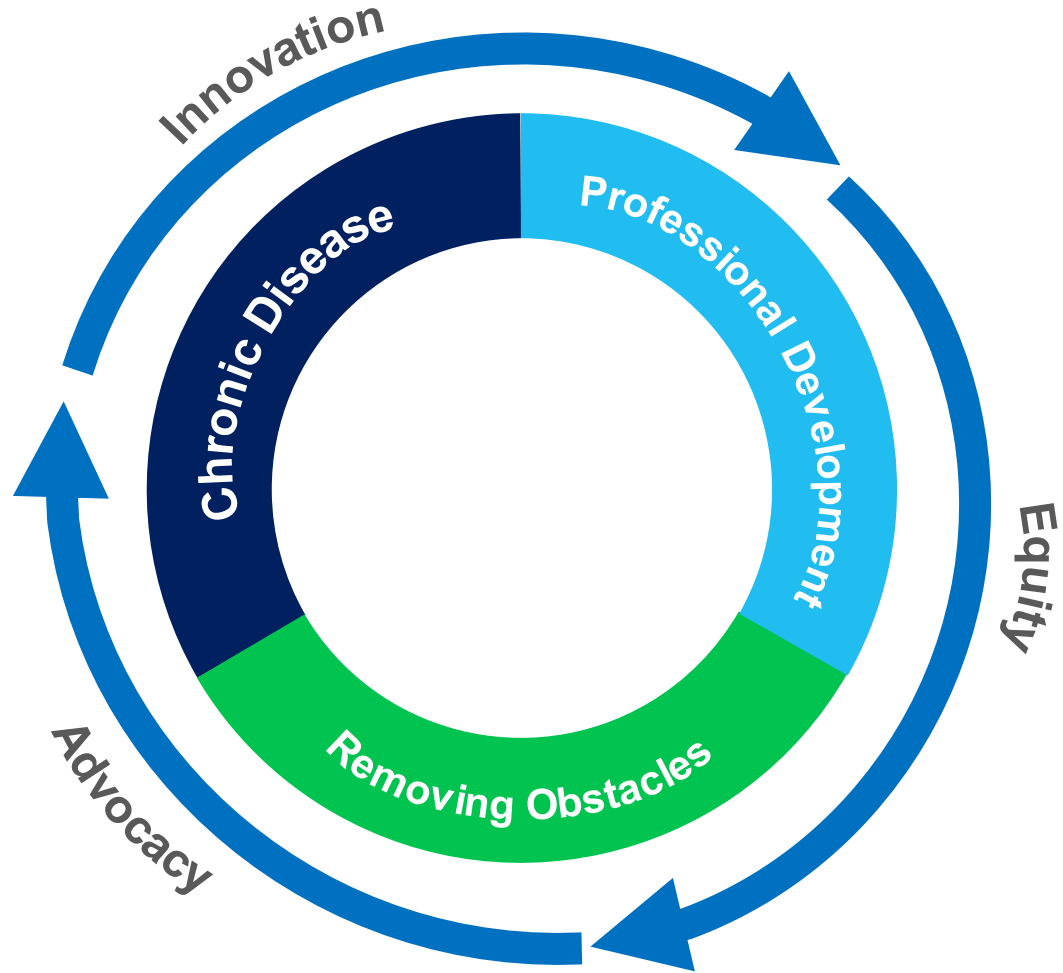 Innovation
Chronic Disease
Professional Development
Equity
Removing Obstacles
Advocacy